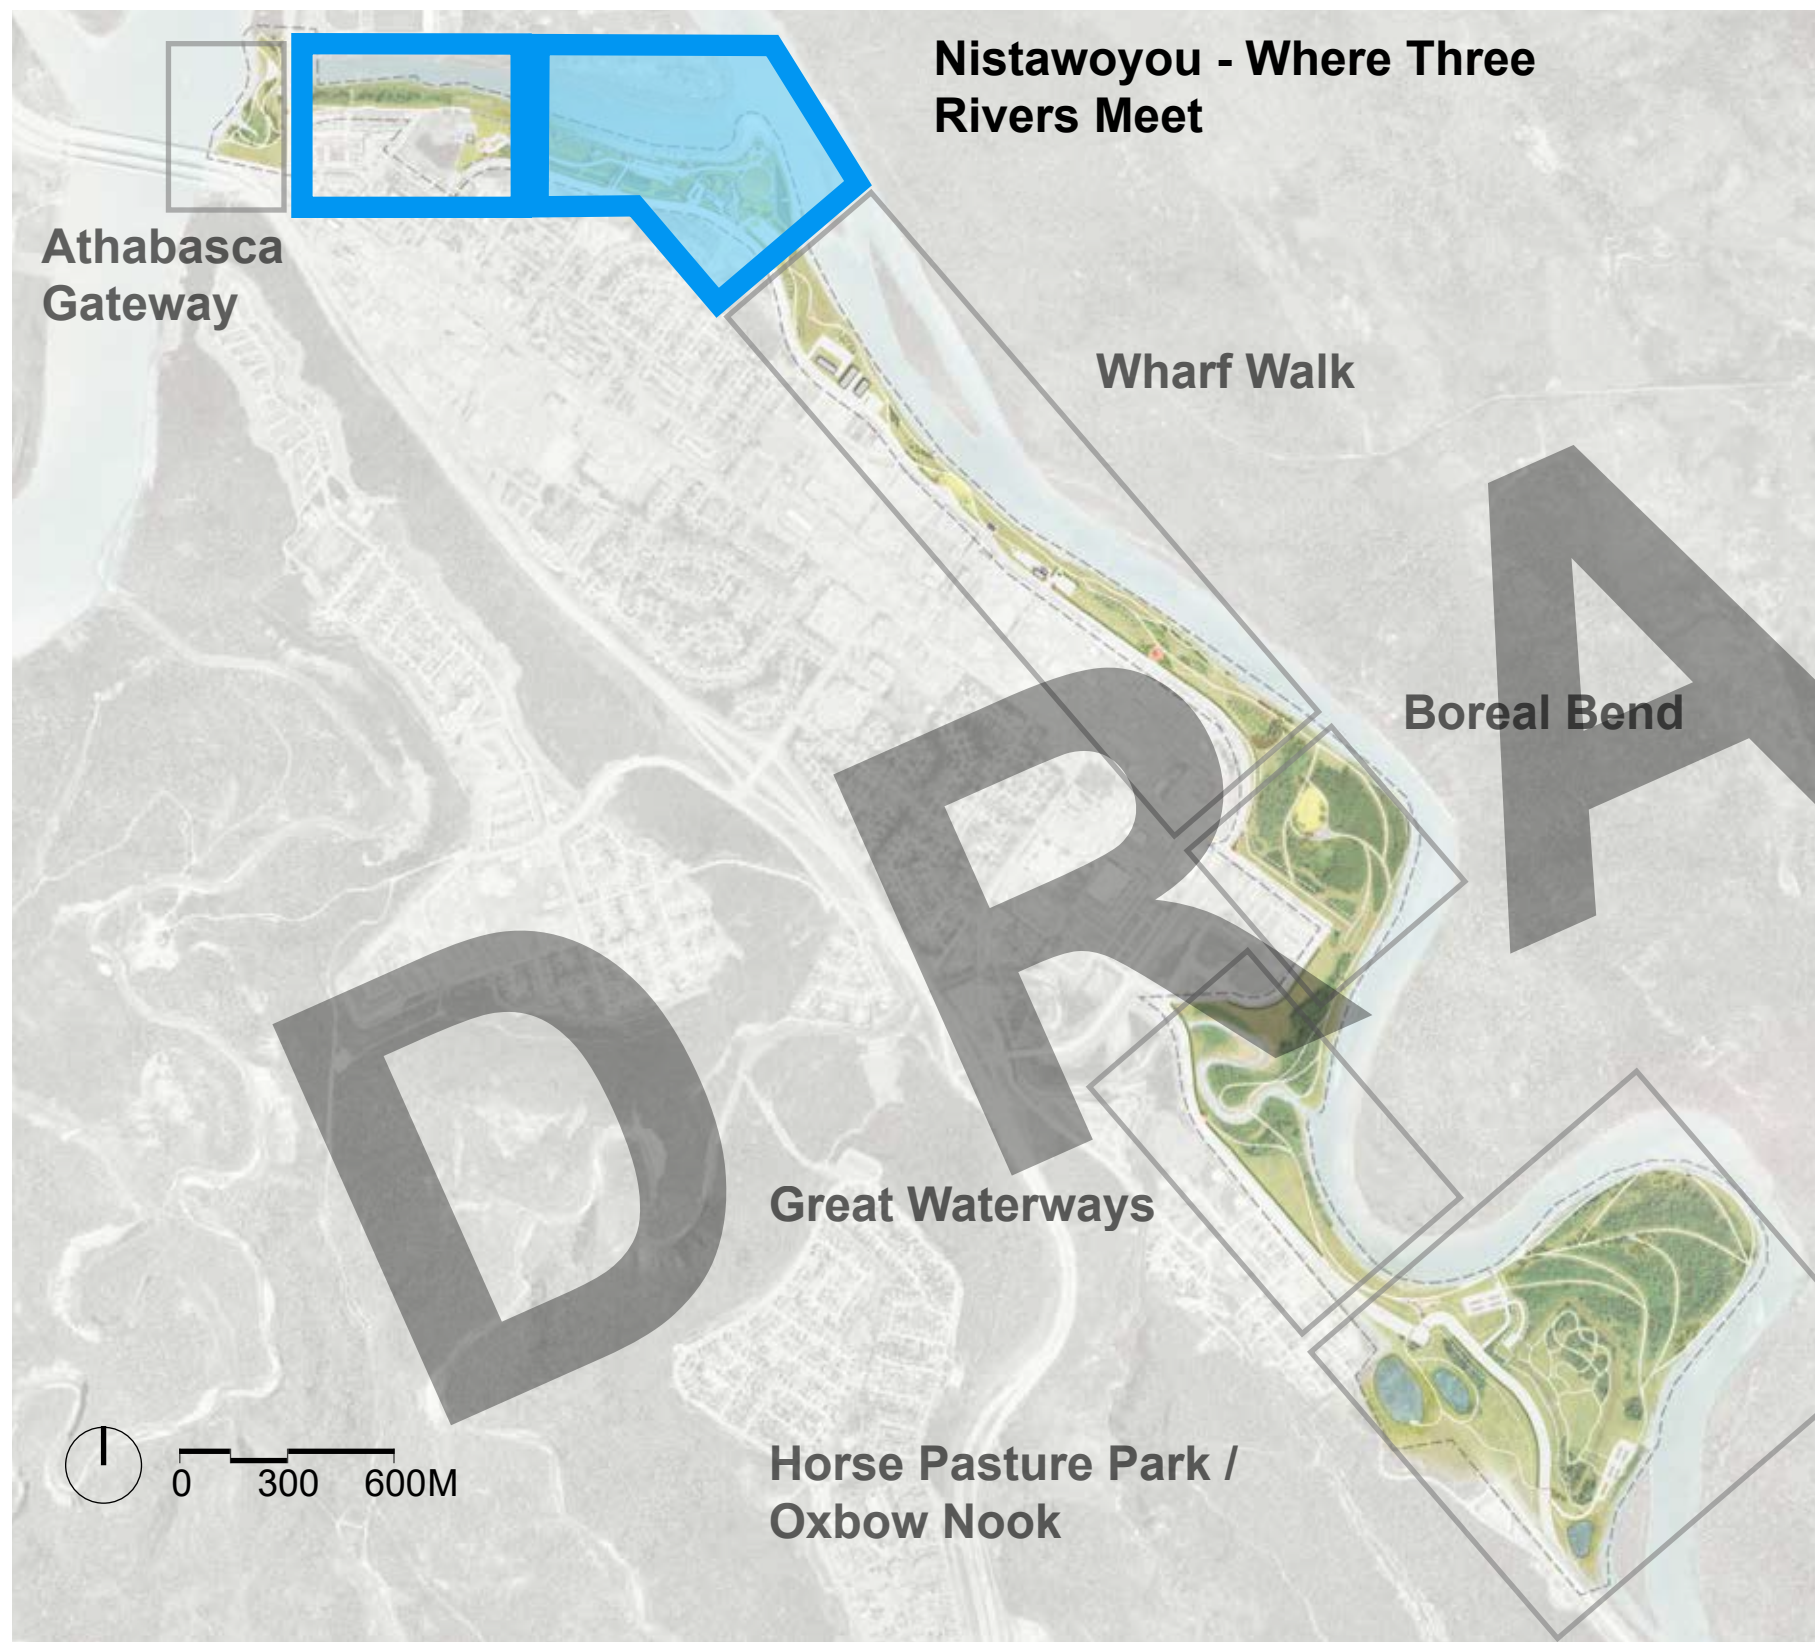 Nistawoyou - Where Three
Rivers Meet
Athabasca
Gateway
Wharf Walk
Boreal Bend
Great Waterways
Horse Pasture Park /
Oxbow Nook
0 300 600M
DRA